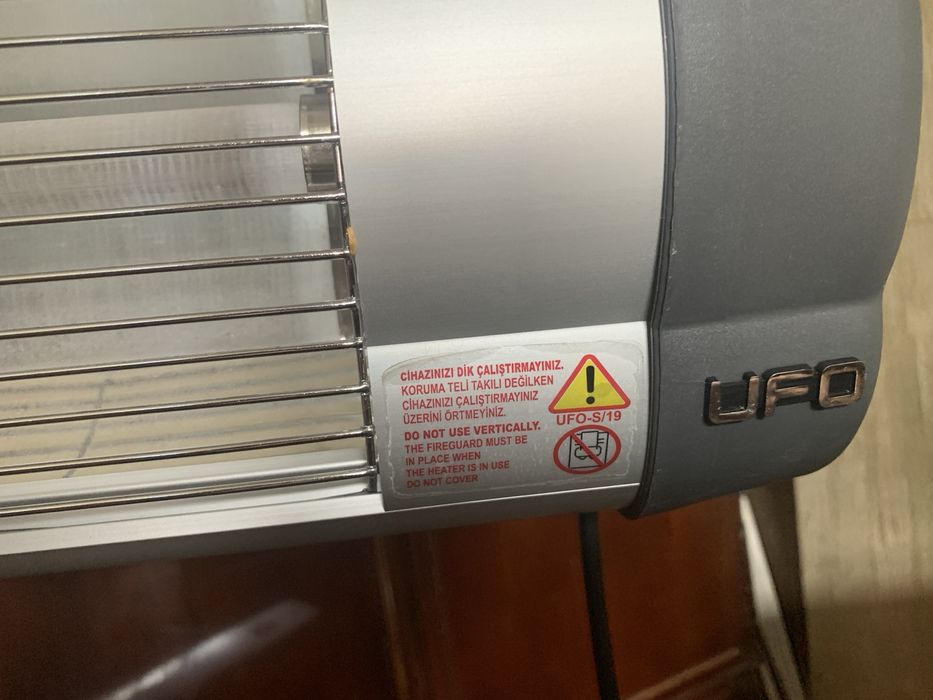 CİHAZINIZI DİK ÇALIŞTIRMAYINIZ.
KORUMA TELİ TAKILI DEĞİLKEN
CİHAZINIZI ÇALIŞTIRMAYINIZ
ÜZERİNİ ÖRTMEYİNİZ.
DO NOT USE VERTICALLY.
THE FIREGUARD MUST BE
IN PLACE WHEN
THE HEATER IS IN USE
DO NOT COVER
!
UFO-S/19
UFO